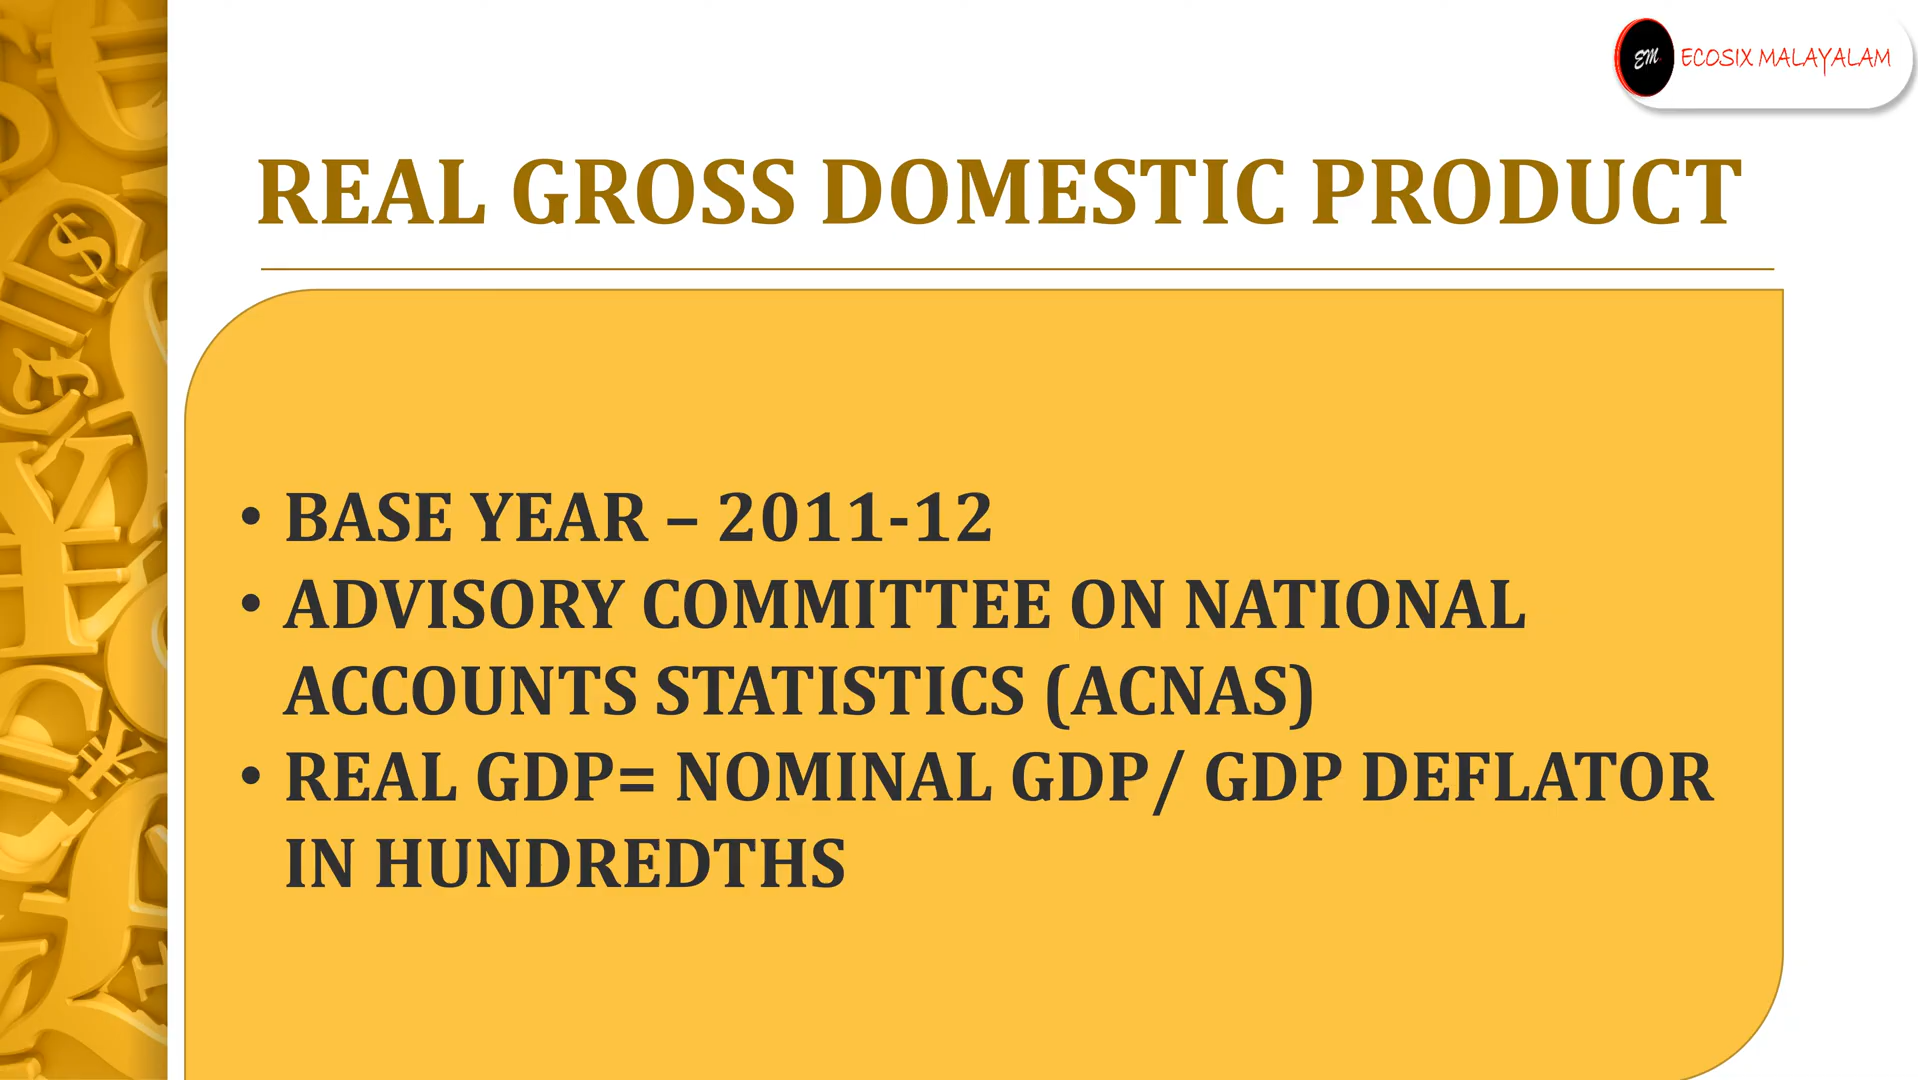 EM ECOSIX MALAYALAM
REAL GROSS DOMESTIC PRODUCT
• BASE YEAR – 2011-12
• ADVISORY COMMITTEE ON NATIONAL
ACCOUNTS STATISTICS (ACNAS)
• REAL GDP= NOMINAL GDP/ GDP DEFLATOR
IN HUNDREDTHS